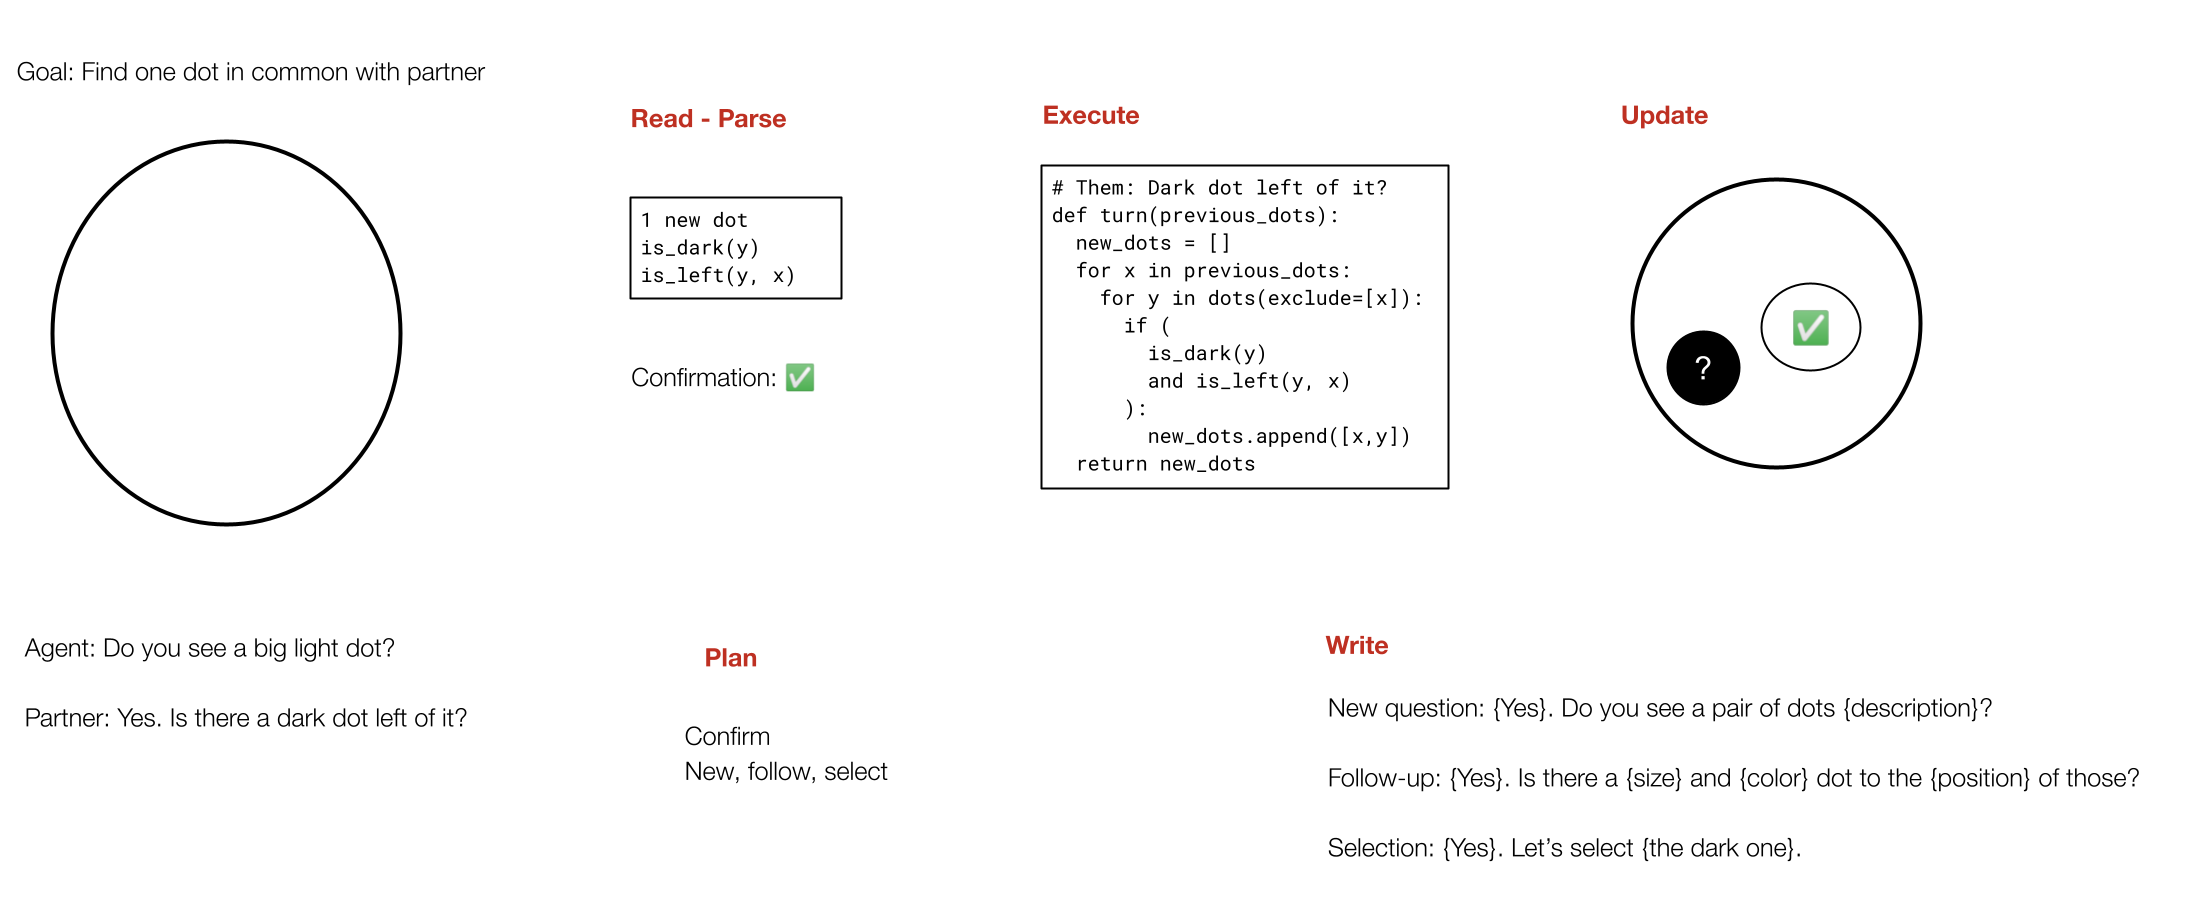 Goal: Find one dot in common with partner
Read - Parse
1 new dot
is_dark(y)
is_left(y, x)
Confirmation: ✅
Execute
# Them: Dark dot left of it?
def turn(previous_dots):
  new_dots = []
  for x in previous_dots:
    for y in dots(exclude=[x]):
      if (
        is_dark(y)
        and is_left(y, x)
      ):
        new_dots.append([x,y])
  return new_dots
Update
?
✅
Agent: Do you see a big light dot?
Partner: Yes. Is there a dark dot left of it?
Plan
Confirm
New, follow, select
Write
New question: {Yes}. Do you see a pair of dots {description}?
Follow-up: {Yes}. Is there a {size} and {color} dot to the {position} of those?
Selection: {Yes}. Let’s select {the dark one}.